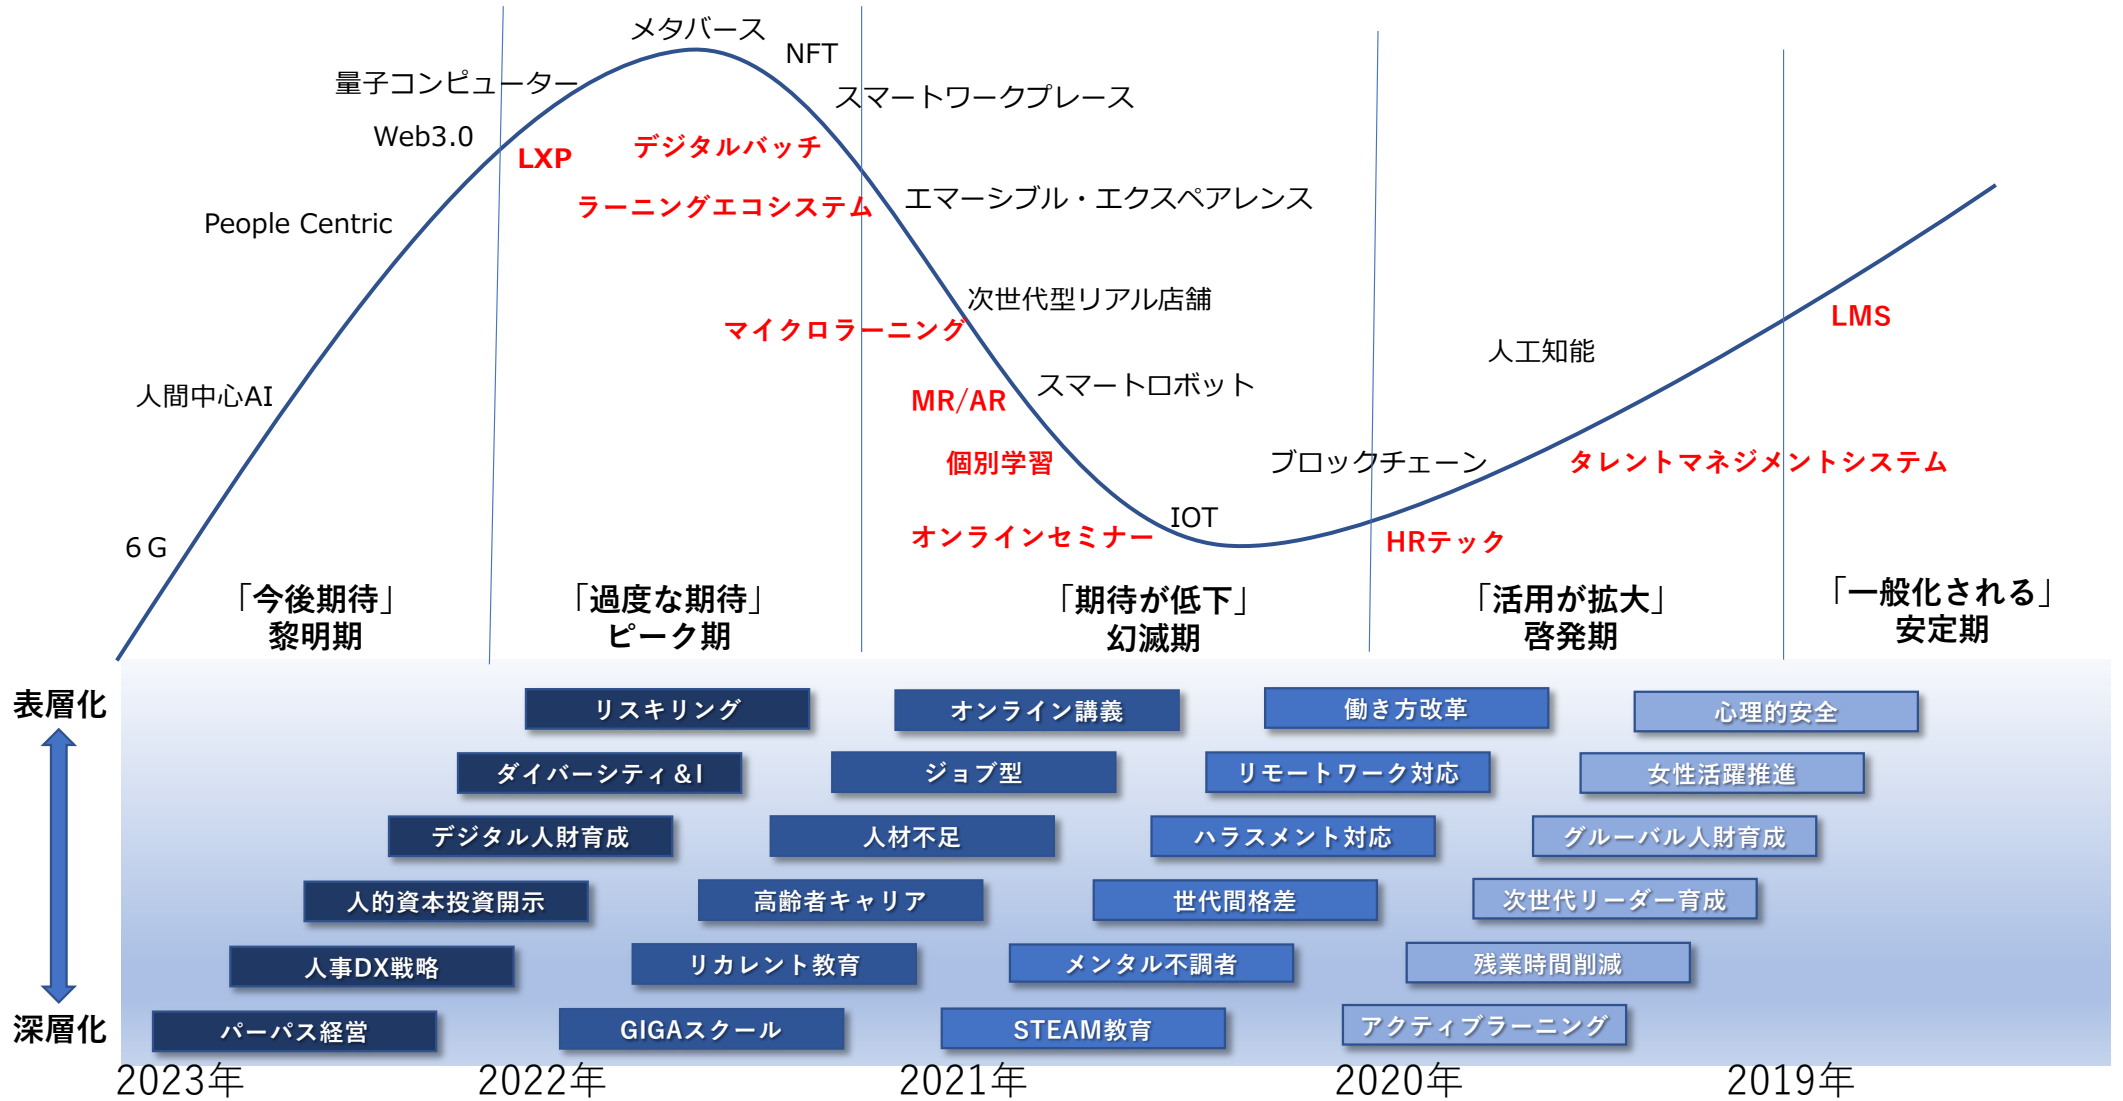 メタバース
NFT
量子コンピューター
スマートワークプレース
Web3.0
LXP
デジタルバッチ
People Centric
ラーニングエコシステム
エマーシブル・エクスペアレンス
次世代型リアル店舗
マイクロラーニング
LMS
人工知能
人間中心AI
MR/AR
スマートロボット
個別学習
ブロックチェーン
タレントマネジメントシステム
6G
オンラインセミナー
IOT
HRテック
「今後期待」
黎明期
「過度な期待」
ピーク期
「期待が低下」
幻滅期
「活用が拡大」
啓発期
「一般化される」
安定期
表層化
リスキリング
オンライン講義
働き方改革
心理的安全
ダイバーシティ&I
ジョブ型
リモートワーク対応
女性活躍推進
デジタル人財育成
人材不足
ハラスメント対応
グルーバル人財育成
人的資本投資開示
高齢者キャリア
世代間格差
次世代リーダー育成
人事DX戦略
リカレント教育
メンタル不調者
残業時間削減
深層化
パーパス経営
GIGAスクール
STEAM教育
アクティブラーニング
2023年
2022年
2021年
2020年
2019年